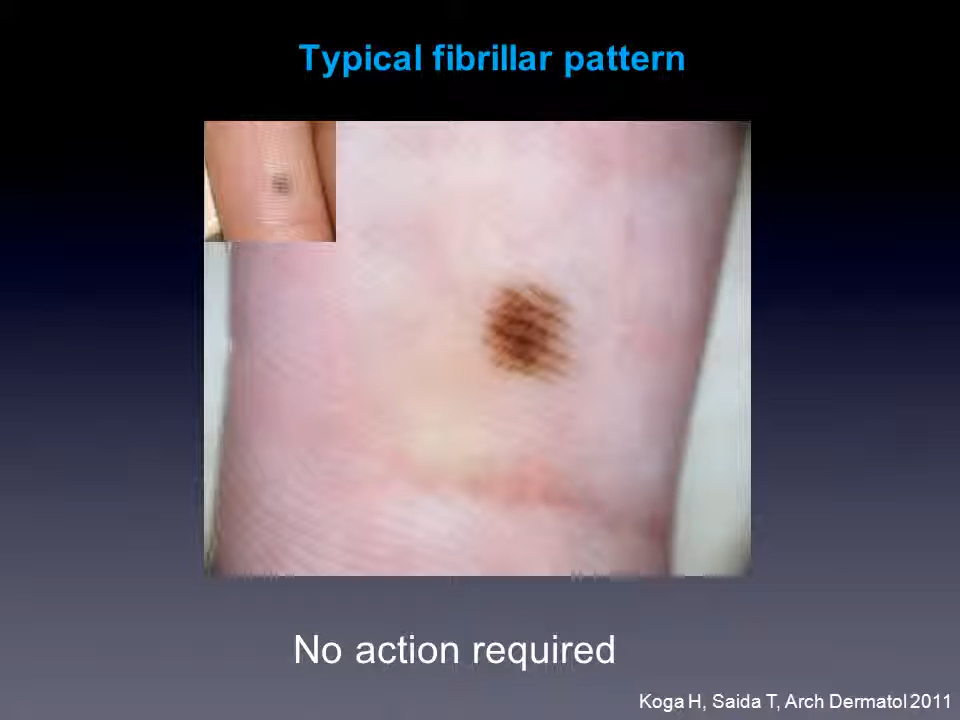 Typical fibrillar pattern
No action required
Koga H, Saida T, Arch Dermatol 2011